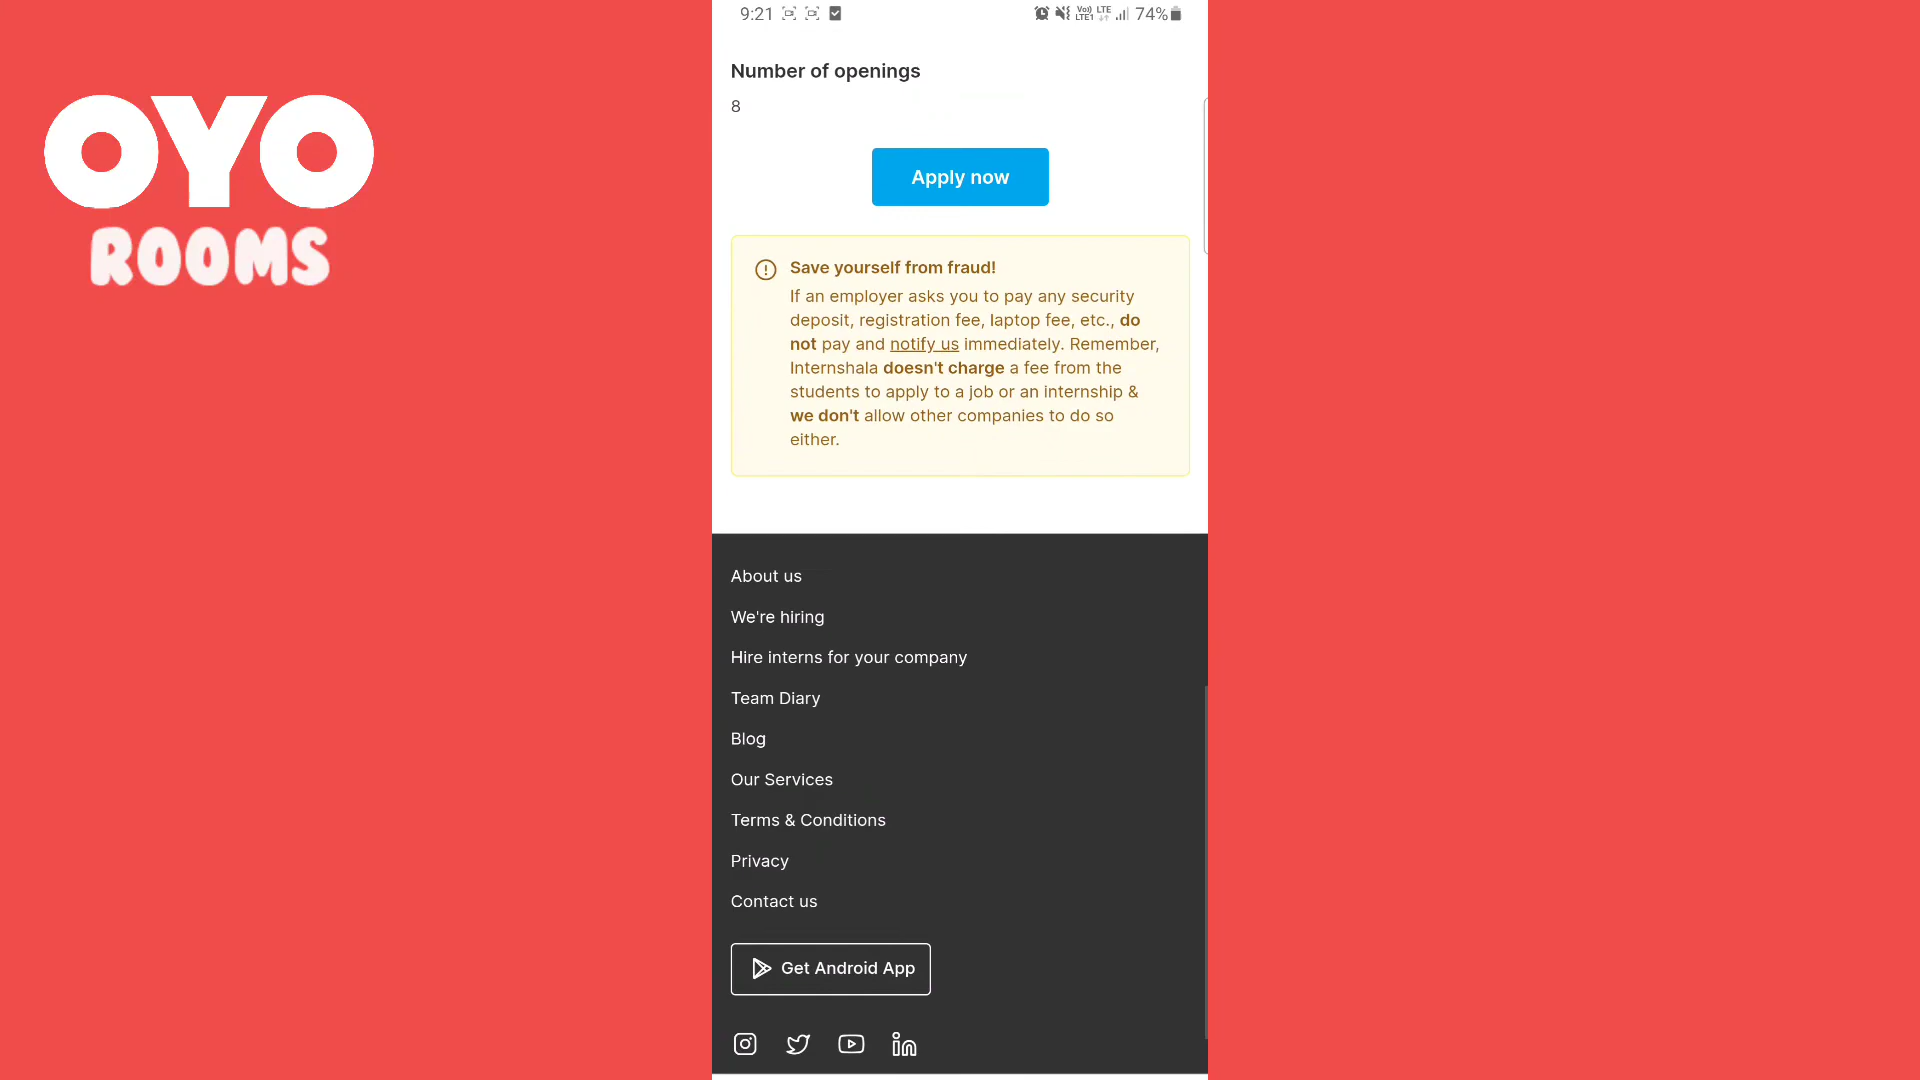 OYO
ROOMS
9:21
Vo)) LTE
LTE1
74%
Number of openings
8
Apply now
Save yourself from fraud!
If an employer asks you to pay any security
deposit, registration fee, laptop fee, etc., do
not pay and notify us immediately. Remember,
Internshala doesn't charge a fee from the
students to apply to a job or an internship &
we don't allow other companies to do so
either.
About us
We're hiring
Hire interns for your company
Team Diary
Blog
Our Services
Terms & Conditions
Privacy
Contact us
Get Android App